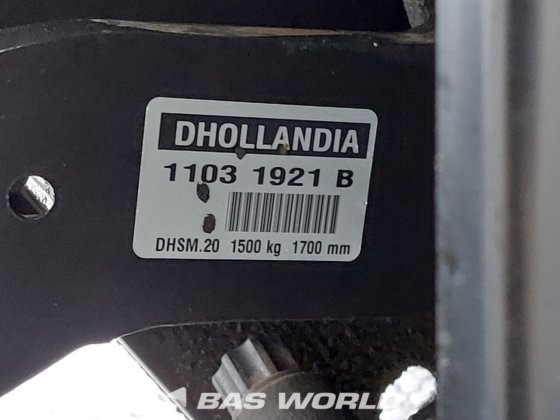 DHOLLANDIA
1103 1921 B
DHSM.20 1500 kg 1700 mm
BAS WORLD